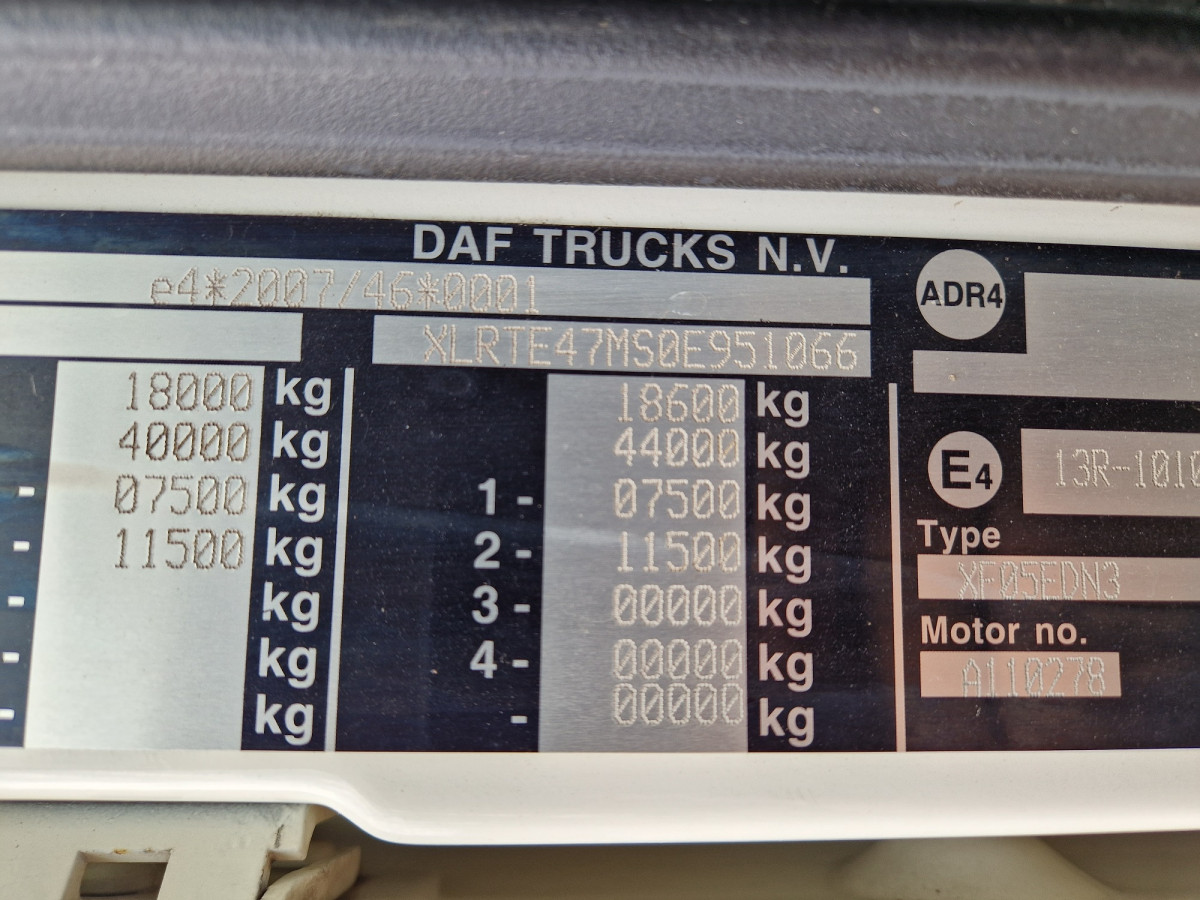 DAF TRUCKS N.V.
e4*2007/46*0001
XLRTE47MS0E951066
18000 kg
40000 kg
- 07500 kg
- 11500 kg
- kg
- kg
- kg
18600 kg
44000 kg
1 - 07500 kg
2 - 11500 kg
3 - 00000 kg
4 - 00000 kg
- 00000 kg
ADR4
E4 13R-1010
Type
XF05EDN3
Motor no.
A110278